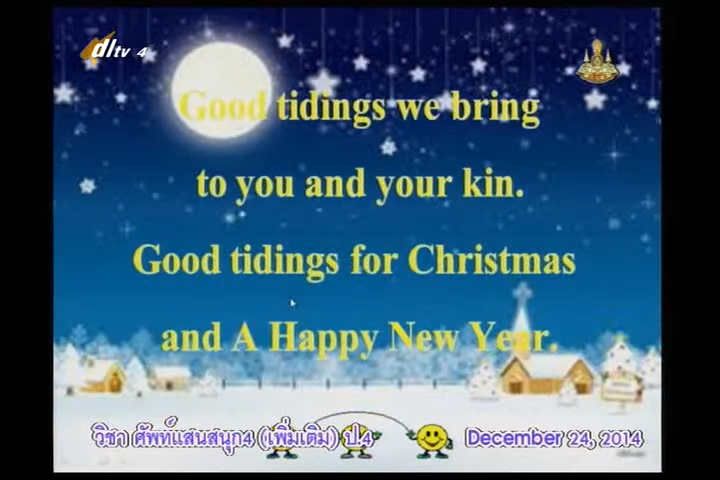 dltv 4
Good tidings we bring
to you and your kin.
Good tidings for Christmas
and A Happy New Year.
วิชา ศัพท์แสนสนุก4 (เพิ่มเติม) ป.4
December 24, 2014